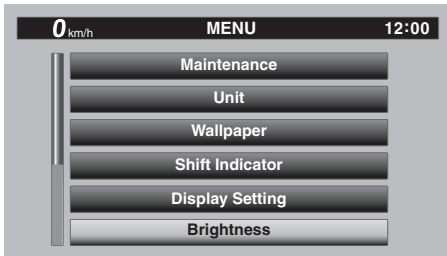 0 km/h MENU 12:00
Maintenance
Unit
Wallpaper
Shift Indicator
Display Setting
Brightness